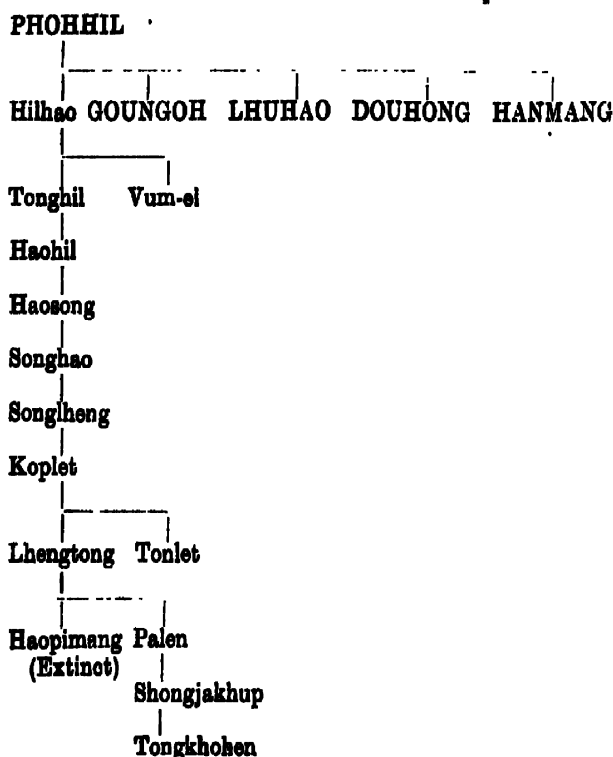 PHOHHIL
Hilhao GOUNGOH LHUHAO DOUHONG HANMANG
Tonghil Vum-el
Haohil
Haosong
Songhao
Songlheng
Koplet
Lhengtong Tonlet
Haopimang Palen
(Extinct)
Shongjakhup
Tongkhohen